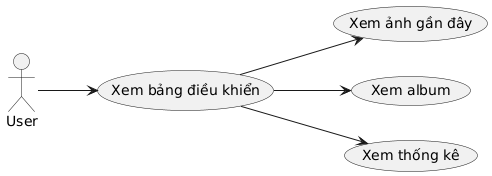 Xem ảnh gần đây
Xem bảng điều khiển
Xem album
User
Xem thống kê